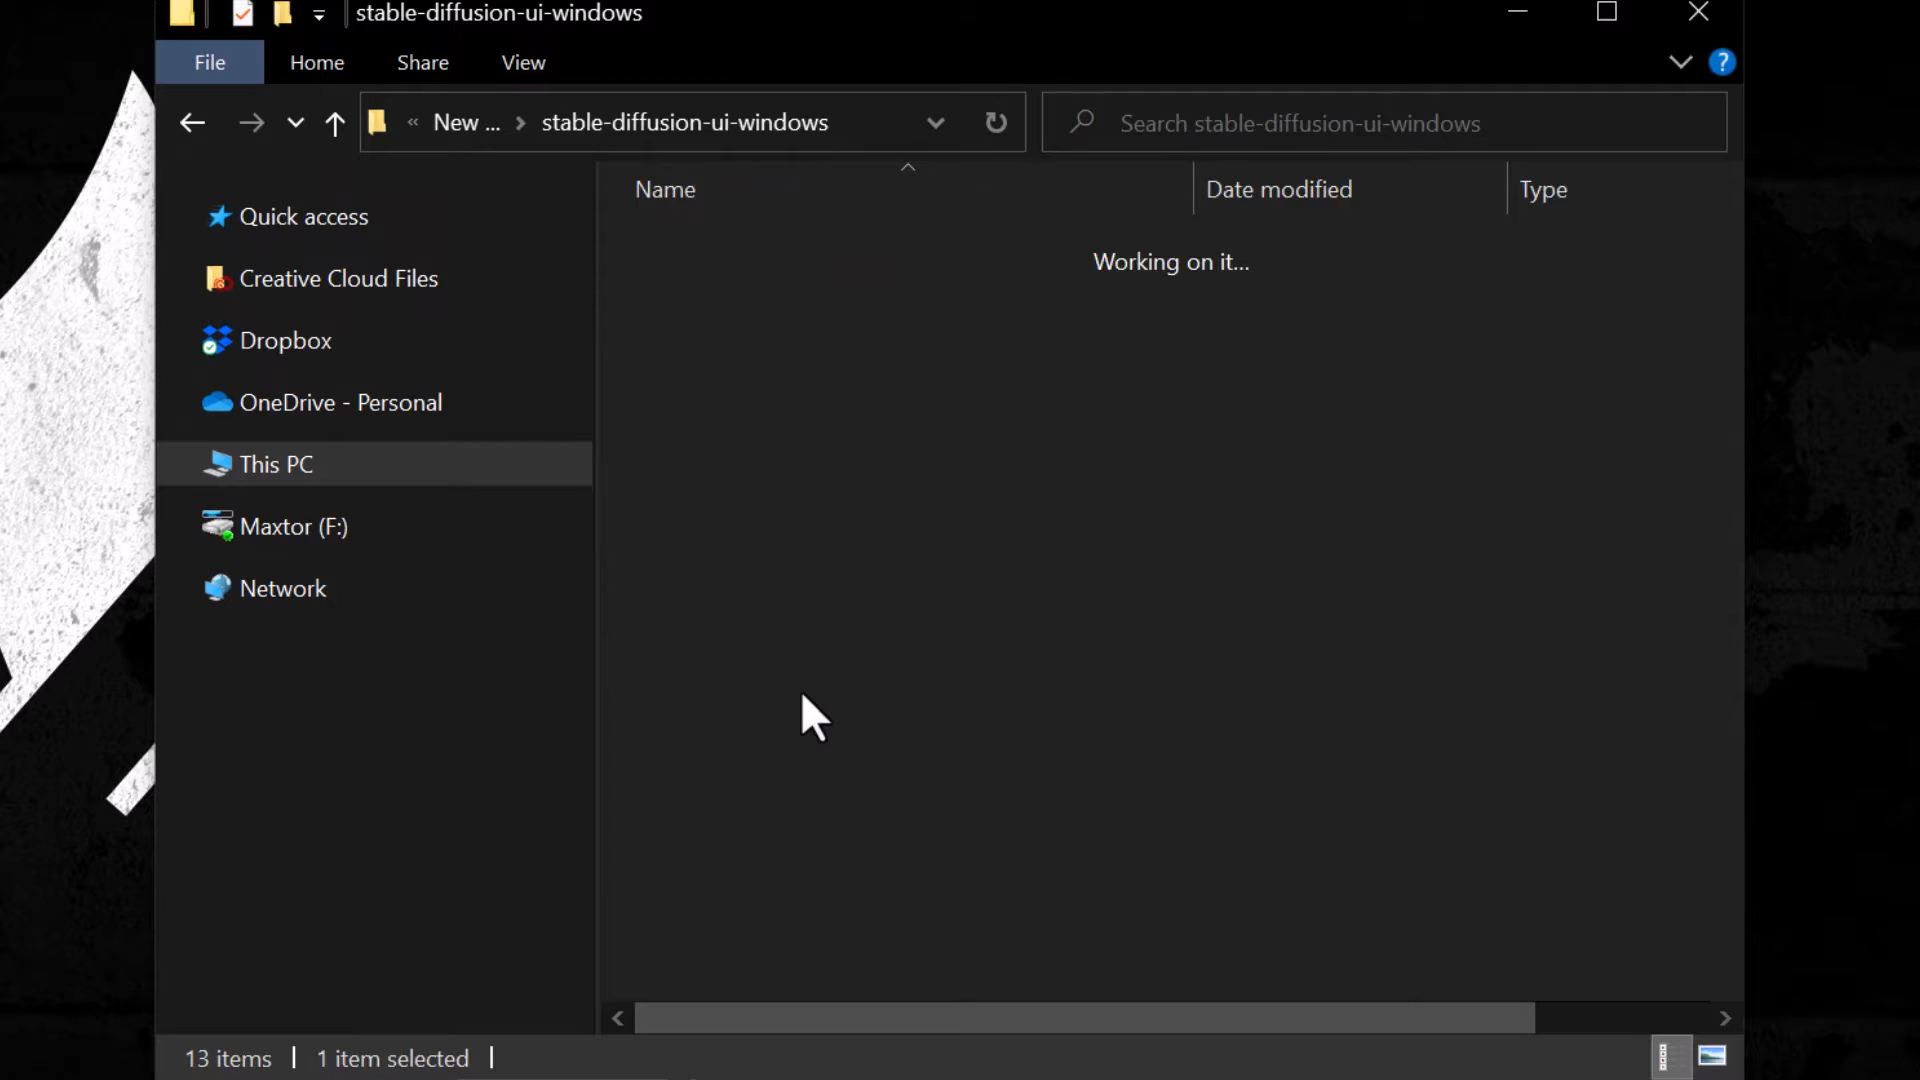 stable-diffusion-ui-windows
File Home Share View
?
« New ... > stable-diffusion-ui-windows
Search stable-diffusion-ui-windows
Name Date modified Type
Working on it...
Quick access
Creative Cloud Files
Dropbox
OneDrive - Personal
This PC
Maxtor (F:)
Network
13 items 1 item selected